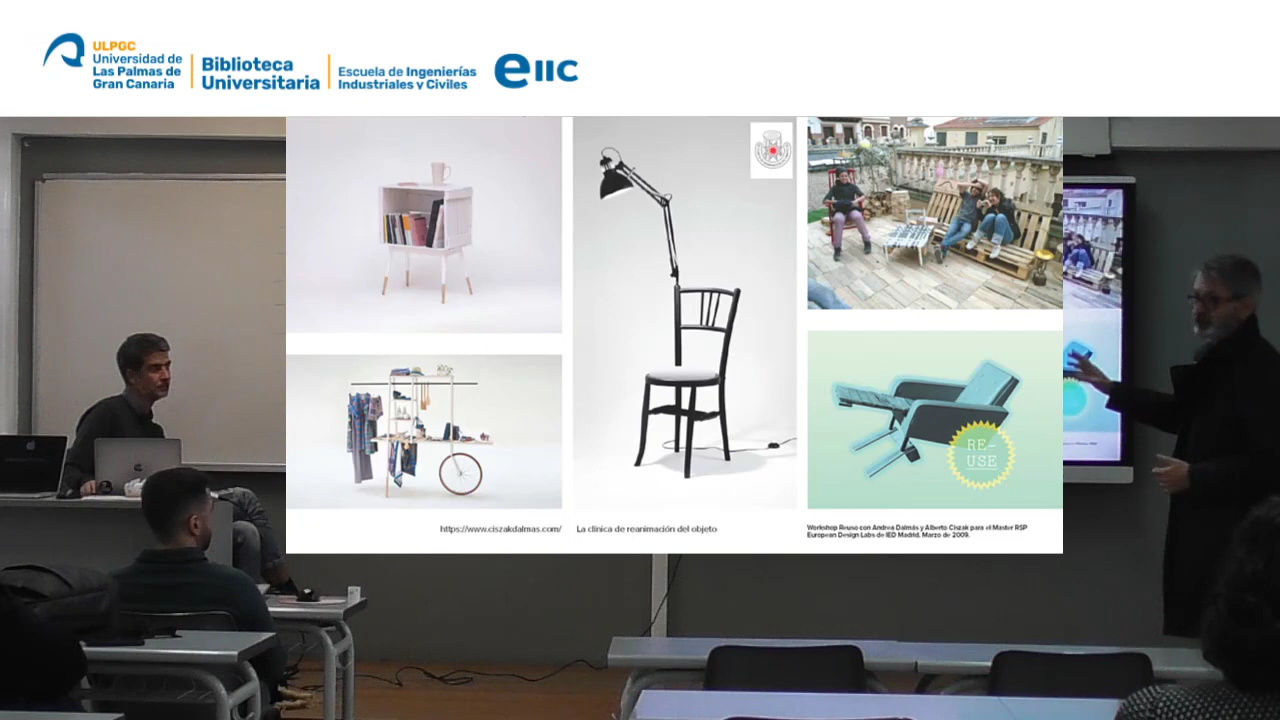 ULPGC
Universidad de
Las Palmas de
Gran Canaria
Biblioteca
Universitaria
Escuela de Ingenierías
Industriales y Civiles
eiic
RE-
USE
https://www.ciszakdalmas.com/
La clínica de reanimación del objeto
Workshop Reuso con Andrea Dalmás y Alberto Ciszak para el Master RSP
European Design Labs de IED Madrid. Marzo de 2009.